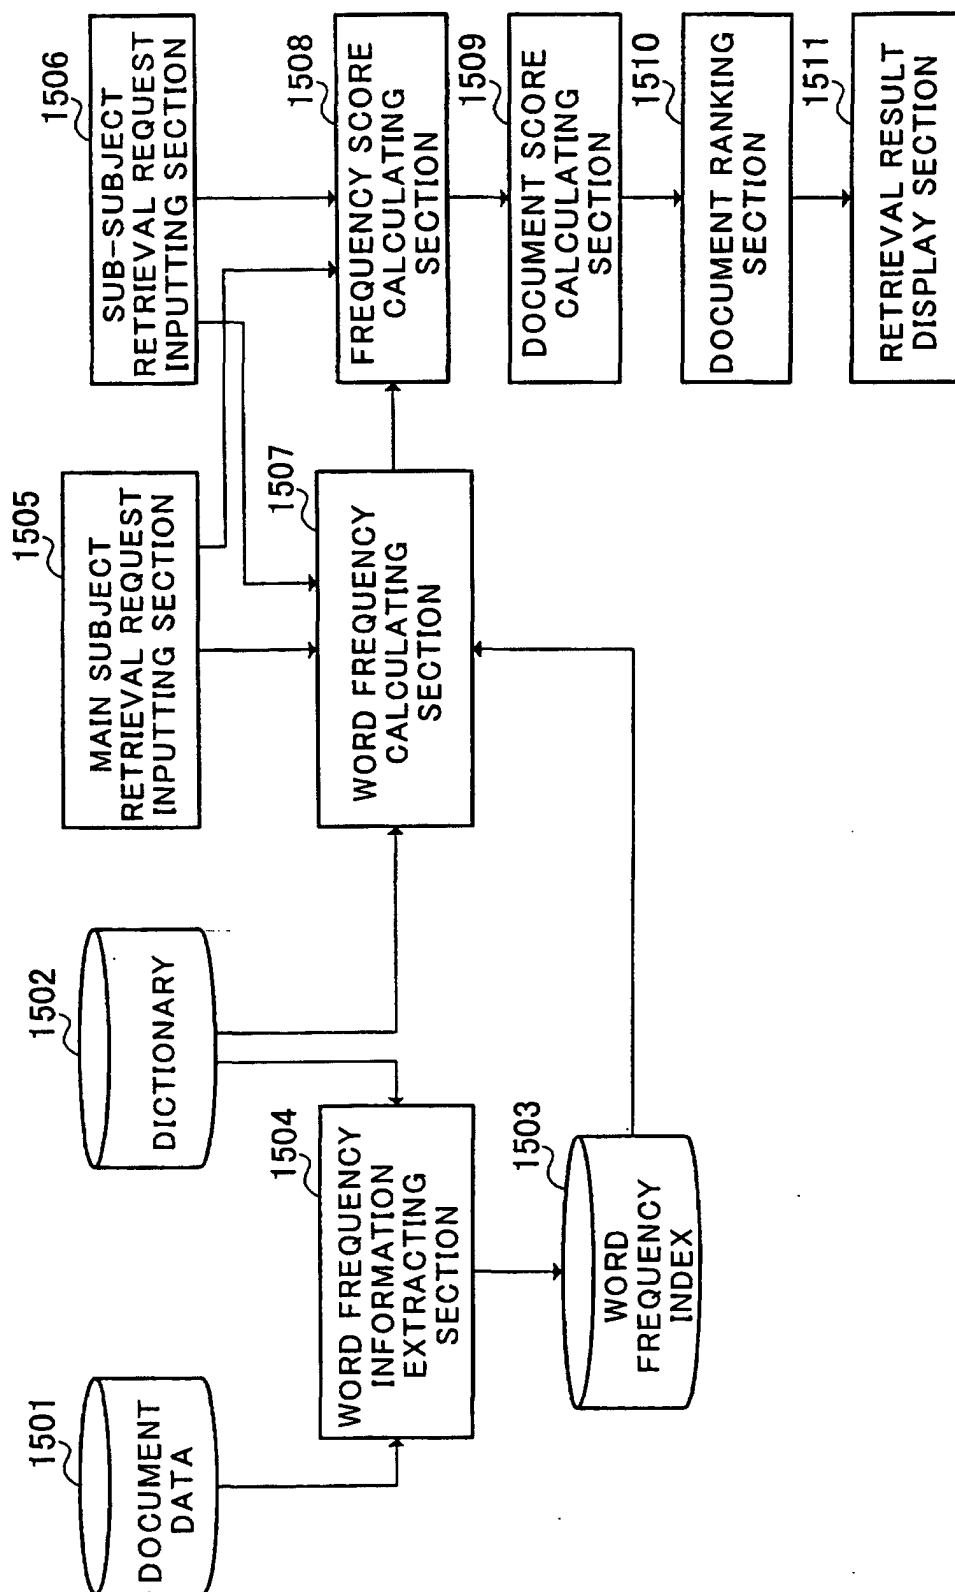 1501
DOCUMENT
DATA
1502
DICTIONARY
1505
MAIN SUBJECT
RETRIEVAL REQUEST
INPUTTING SECTION
1506
SUB-SUBJECT
RETRIEVAL REQUEST
INPUTTING SECTION
1504
WORD FREQUENCY
INFORMATION
EXTRACTING
SECTION
1507
WORD FREQUENCY
CALCULATING
SECTION
1508
FREQUENCY SCORE
CALCULATING
SECTION
1503
WORD
FREQUENCY
INDEX
1509
DOCUMENT SCORE
CALCULATING
SECTION
1510
DOCUMENT RANKING
SECTION
1511
RETRIEVAL RESULT
DISPLAY SECTION